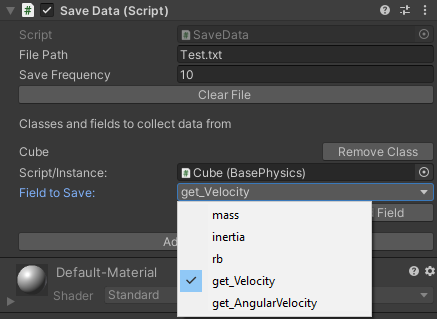 Save Data (Script)
Script
SaveData
File Path
Test.txt
Save Frequency
10
Clear File
Classes and fields to collect data from
Cube
Remove Class
Script/Instance:
Cube (BasePhysics)
Field to Save:
get_Velocity
mass
inertia
rb
get_Velocity
get_AngularVelocity
Field
Default-Material
Shader
Standard